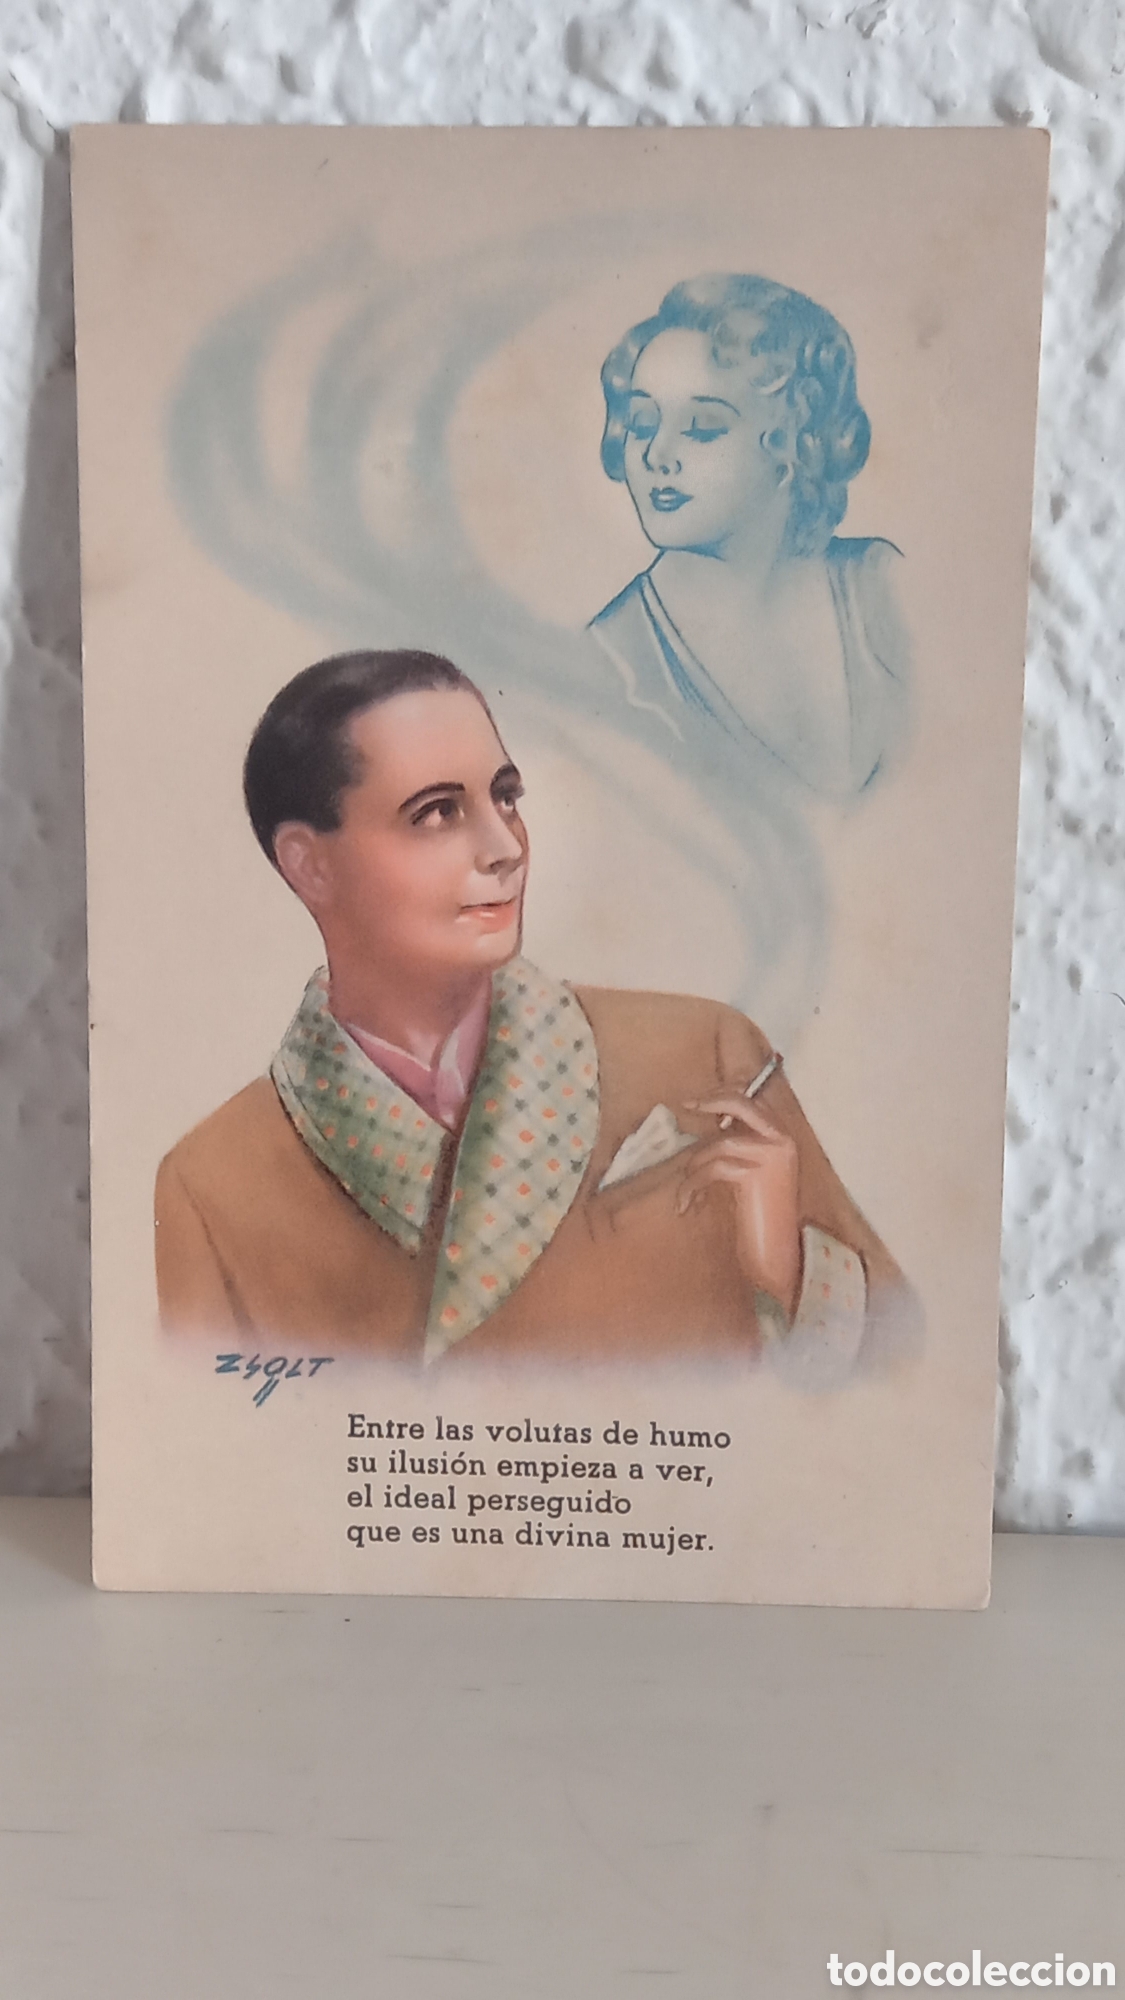 ZSOLT
Entre las volutas de humo
su ilusión empieza a ver,
el ideal perseguido
que es una divina mujer.
todocoleccion